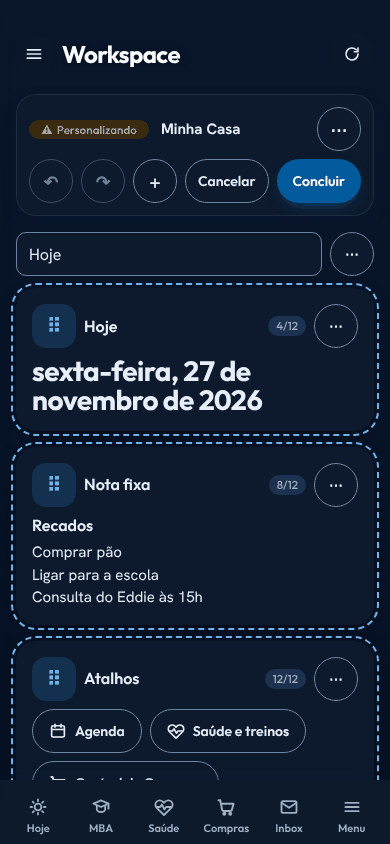 Workspace
Personalizando
Minha Casa
Cancelar
Concluir
Hoje
Hoje
4/12
sexta-feira, 27 de
novembro de 2026
Nota fixa
8/12
Recados
Comprar pão
Ligar para a escola
Consulta do Eddie às 15h
Atalhos
12/12
Agenda
Saúde e treinos
Hoje
MBA
Saúde
Compras
Inbox
Menu